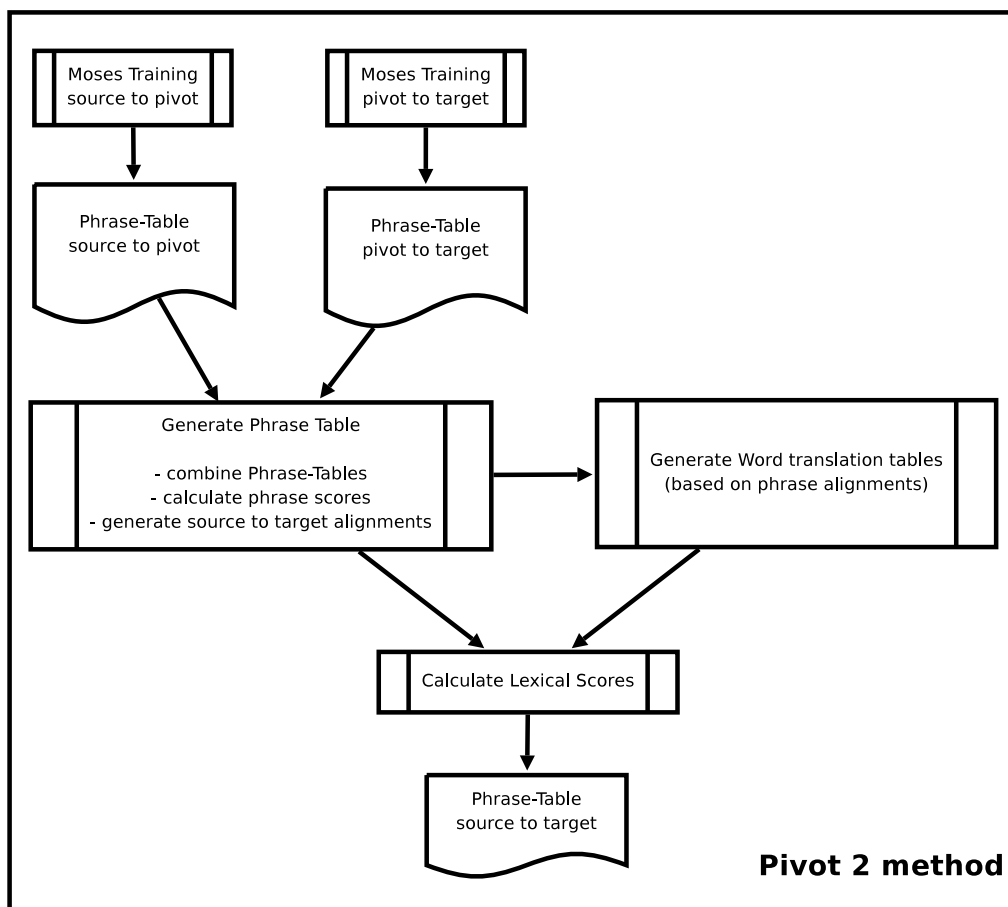 Moses Training
source to pivot
Moses Training
pivot to target
Phrase-Table
source to pivot
Phrase-Table
pivot to target
Generate Phrase Table
- combine Phrase-Tables
- calculate phrase scores
- generate source to target alignments
Generate Word translation tables
(based on phrase alignments)
Calculate Lexical Scores
Phrase-Table
source to target
Pivot 2 method